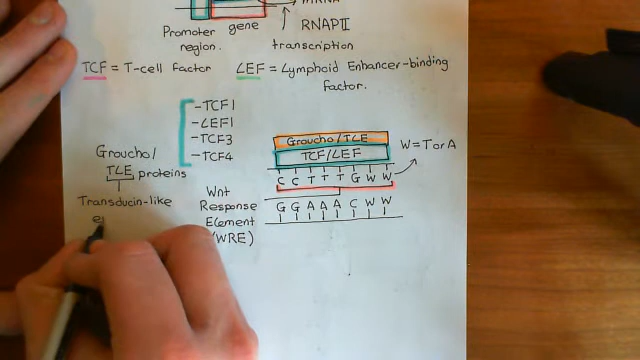 mRNA
Promoter gene
region.
RNAPII
transcription
TCF = T-cell factor
LEF = Lymphoid Enhancer-binding
factor.
-TCF1
-LEF1
-TCF3
-TCF4
Groucho/
TLE proteins
Transducin-like
Groucho/TLE
TCF/LEF
W=T or A
C C T T T G W W
Wnt
Response
Element
(WRE)
G G A A A C W W